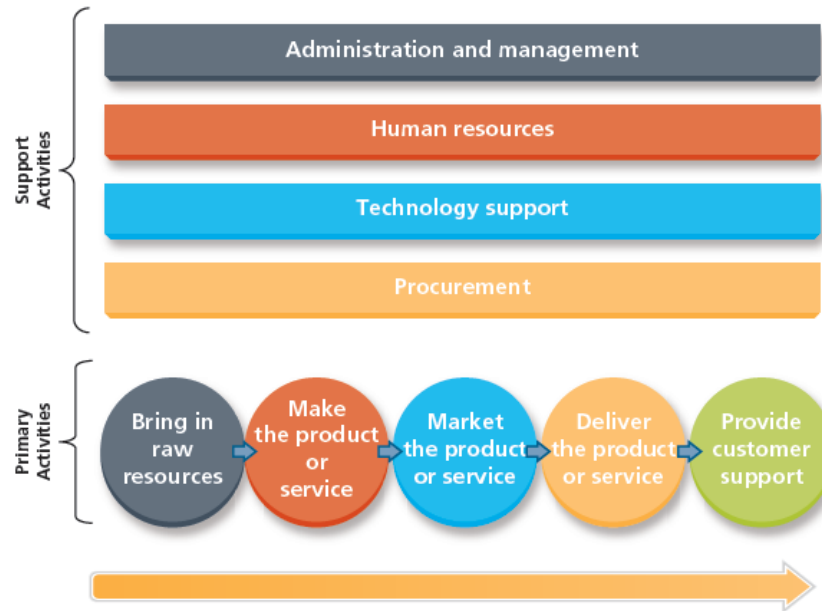 Support
Activities
Administration and management
Human resources
Technology support
Procurement
Primary
Activities
Bring in
raw
resources
Make
the product
or
service
Market
the product
or service
Deliver
the product
or service
Provide
customer
support